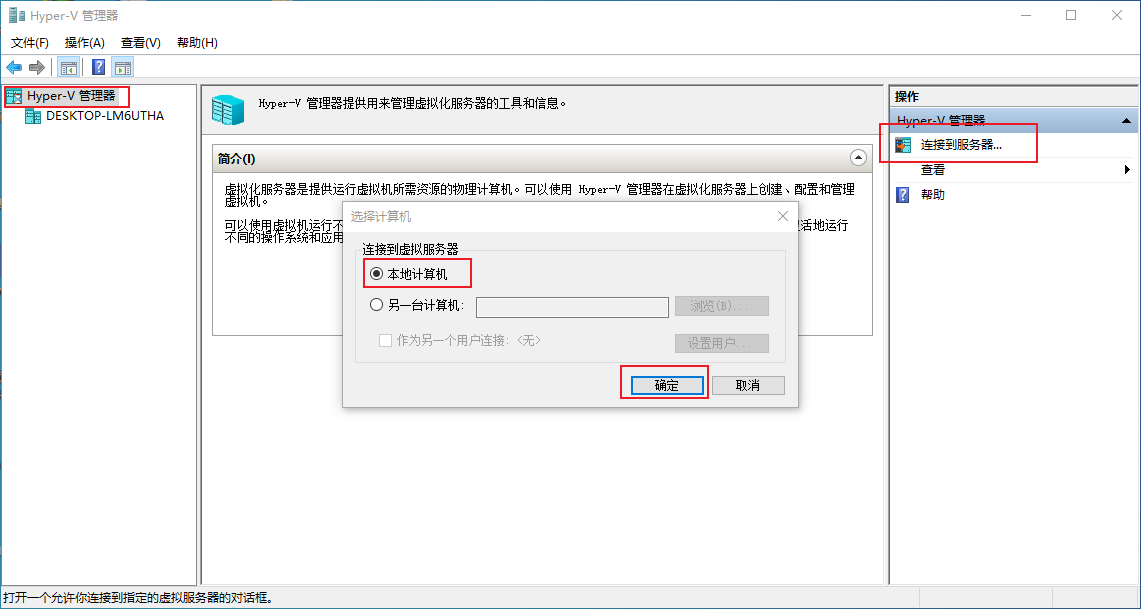 Hyper-V 管理器
文件(F) 操作(A) 查看(V) 帮助(H)
Hyper-V 管理器
DESKTOP-LM6UTHA
Hyper-V 管理器提供用来管理虚拟化服务器的工具和信息。
简介(I)
虚拟化服务器是提供运行虚拟机所需资源的物理计算机。可以使用 Hyper-V 管理器在虚拟化服务器上创建、配置和管理
虚拟机。
可以使用虚拟机运行不
活地运行
不同的操作系统和应用
选择计算机
连接到虚拟服务器
本地计算机
另一台计算机:
浏览(B)...
作为另一个用户连接: <无>
设置用户...
确定
取消
操作
Hyper-V 管理器
连接到服务器...
查看
帮助
打开一个允许你连接到指定的虚拟服务器的对话框。